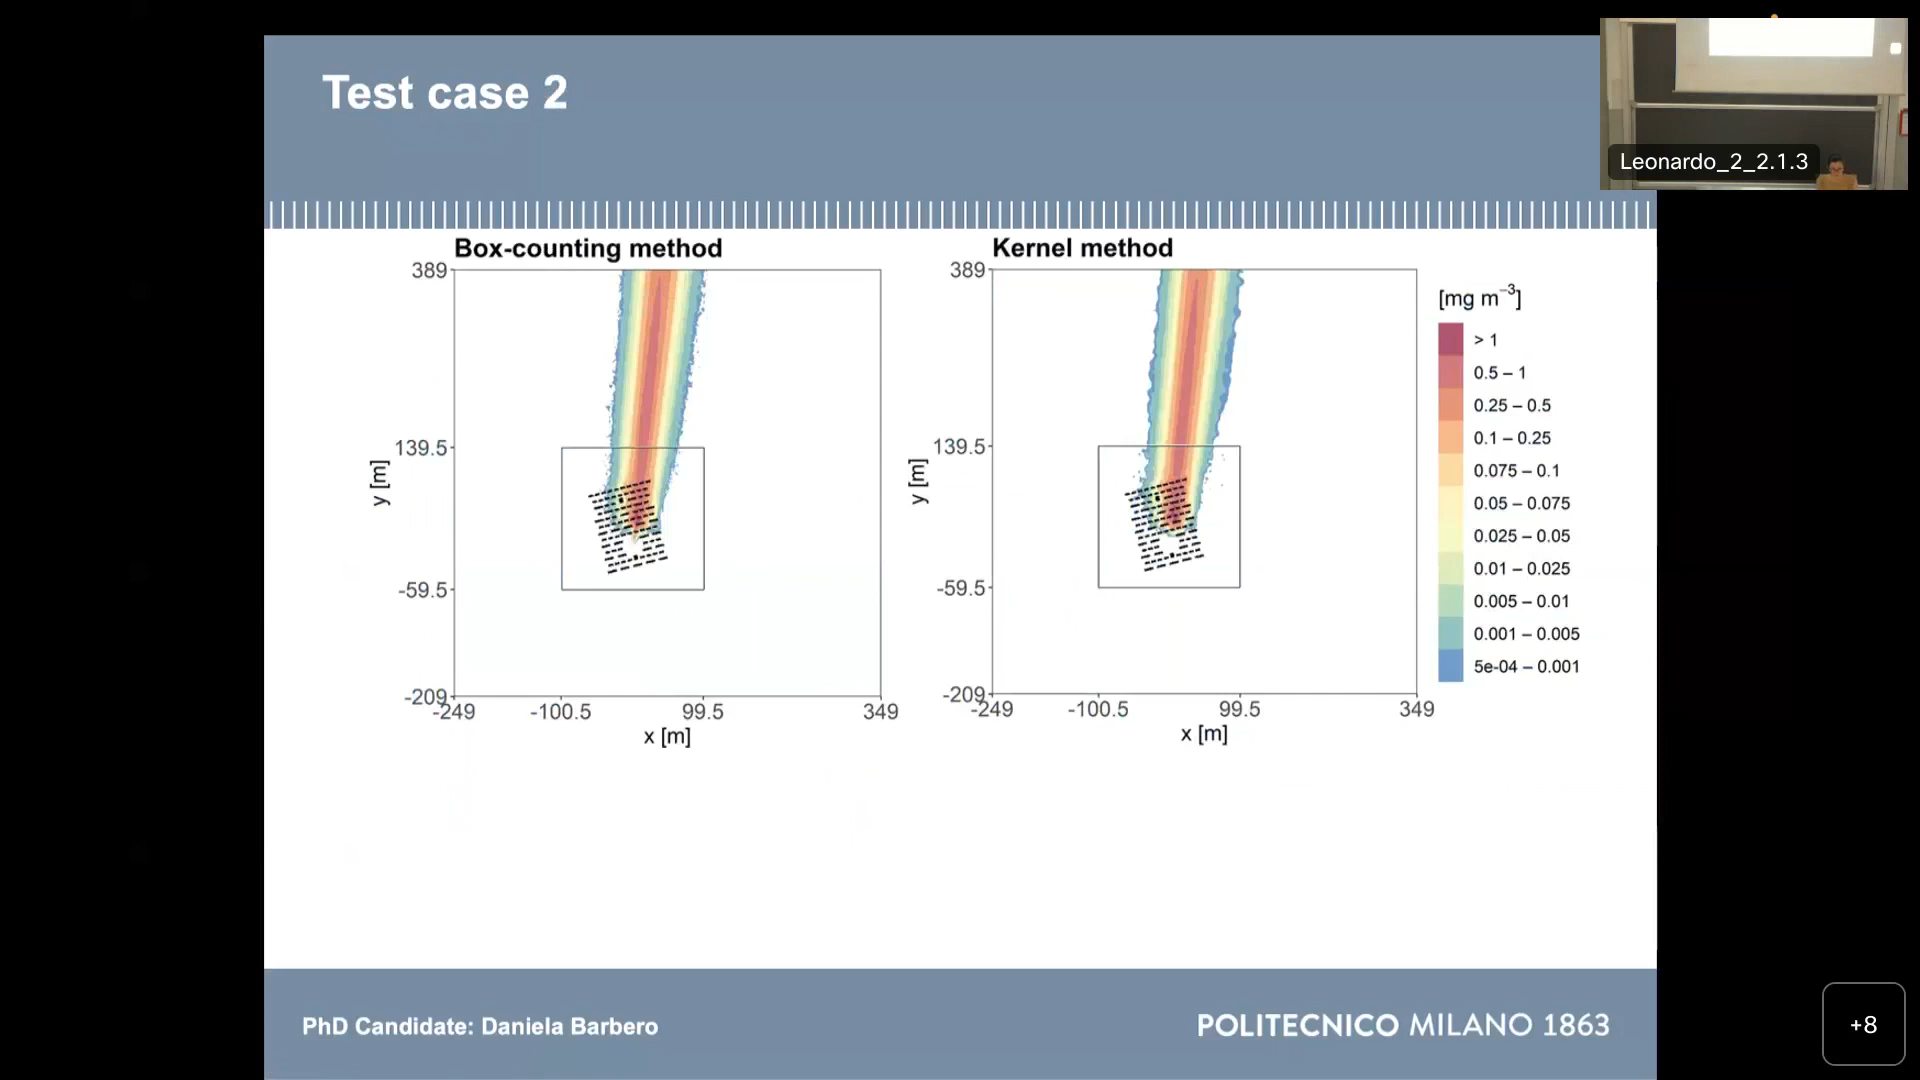 Test case 2
Leonardo_2_2.1.3
Box-counting method
389
139.5
-59.5
-209
y [m]
-249
-100.5
99.5
349
x [m]
Kernel method
389
139.5
-59.5
-209
y [m]
-249
-100.5
99.5
349
x [m]
[mg m⁻³]
> 1
0.5 – 1
0.25 – 0.5
0.1 – 0.25
0.075 – 0.1
0.05 – 0.075
0.025 – 0.05
0.01 – 0.025
0.005 – 0.01
0.001 – 0.005
5e-04 – 0.001
PhD Candidate: Daniela Barbero
POLITECNICO MILANO 1863
+8